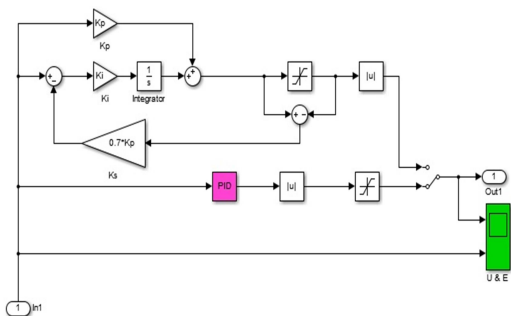 Kp
Kp
Ki
Ki
1
s
Integrator
+
+
+
-
|u|
+ -
0.7*Kp
Ks
PID
|u|
1
Out1
U & E
1
In1